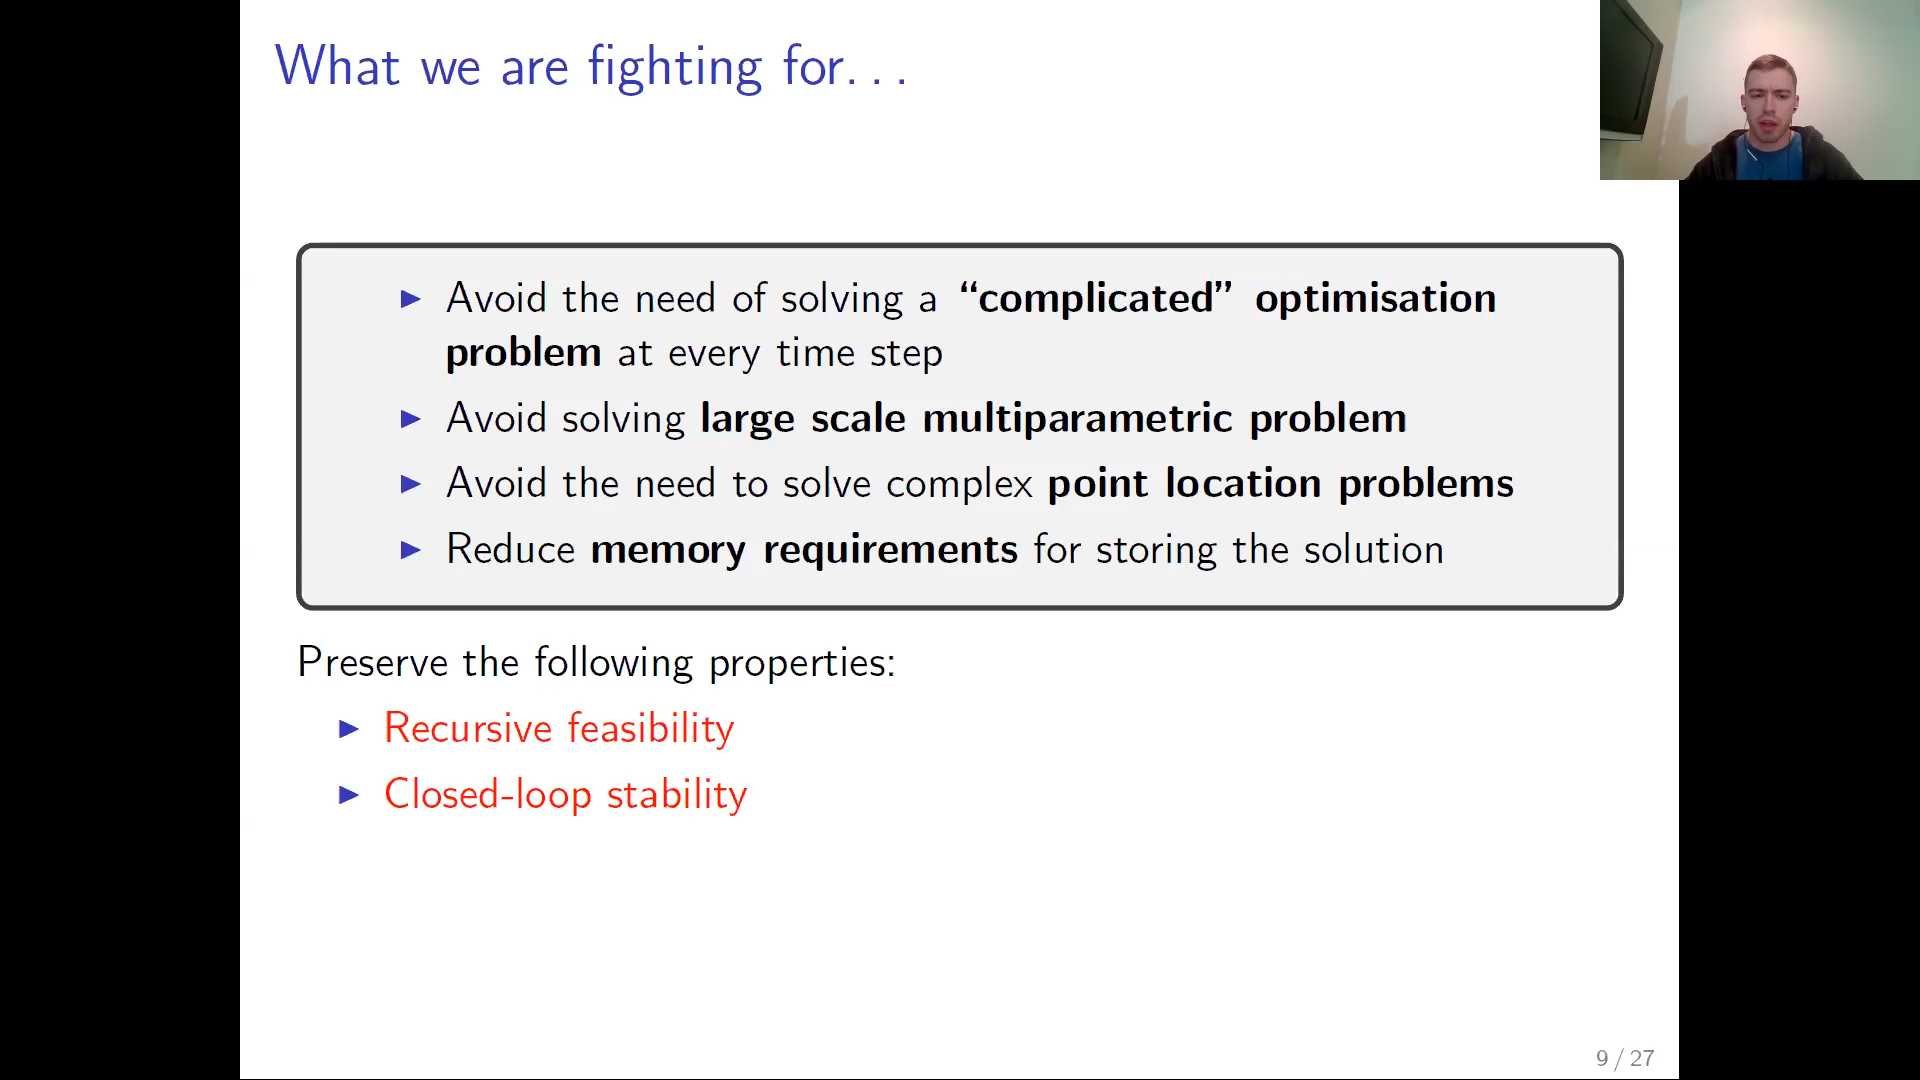 What we are fighting for. . .
▶ Avoid the need of solving a “complicated” optimisation
problem at every time step
▶ Avoid solving large scale multiparametric problem
▶ Avoid the need to solve complex point location problems
▶ Reduce memory requirements for storing the solution
Preserve the following properties:
▶ Recursive feasibility
▶ Closed-loop stability
9 / 27